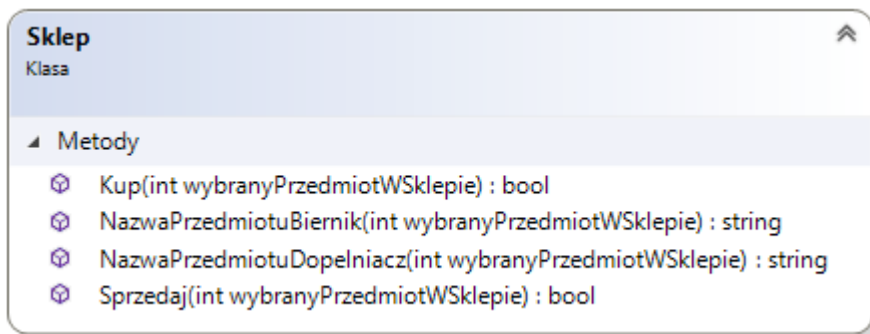 Sklep
Klasa
Metody
Kup(int wybranyPrzedmiotWSklepie) : bool
NazwaPrzedmiotuBiernik(int wybranyPrzedmiotWSklepie) : string
NazwaPrzedmiotuDopelniacz(int wybranyPrzedmiotWSklepie) : string
Sprzedaj(int wybranyPrzedmiotWSklepie) : bool